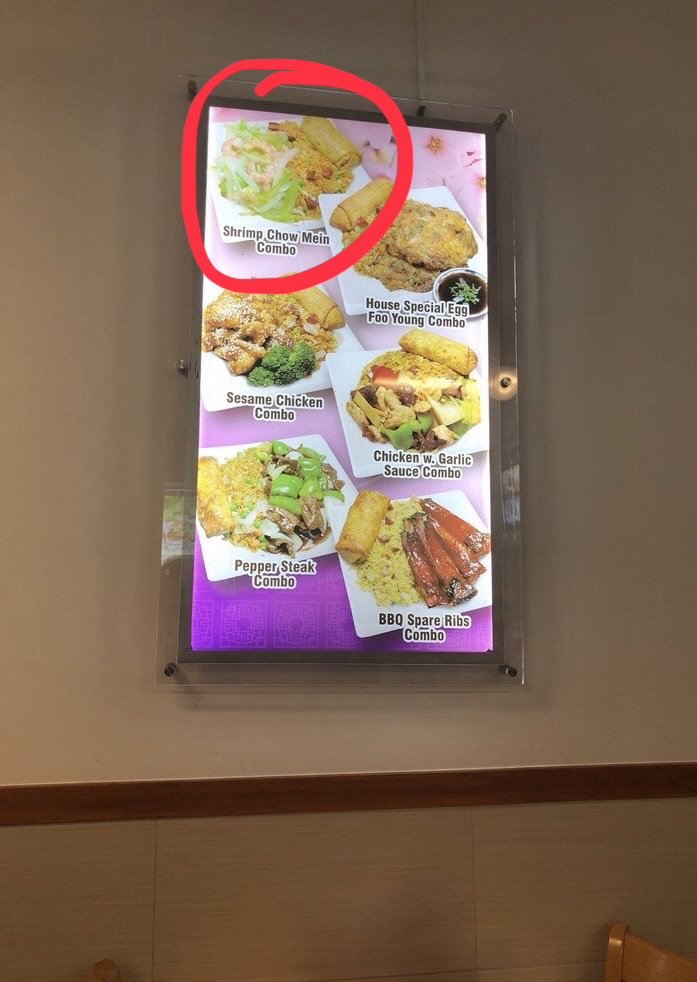 Shrimp Chow Mein
Combo
House Special Egg
Foo Young Combo
Sesame Chicken
Combo
Chicken w. Garlic
Sauce Combo
Pepper Steak
Combo
BBQ Spare Ribs
Combo